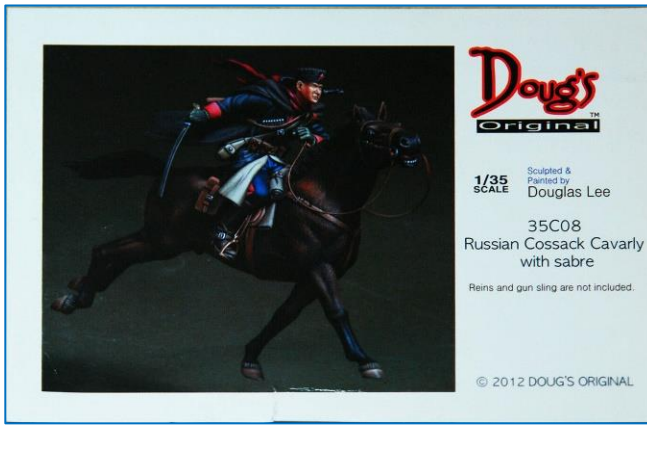 Doug's
TM
Original
1/35
SCALE
Sculpted &
Painted by
Douglas Lee
35C08
Russian Cossack Cavarly
with sabre
Reins and gun sling are not included.
© 2012 DOUG'S ORIGINAL